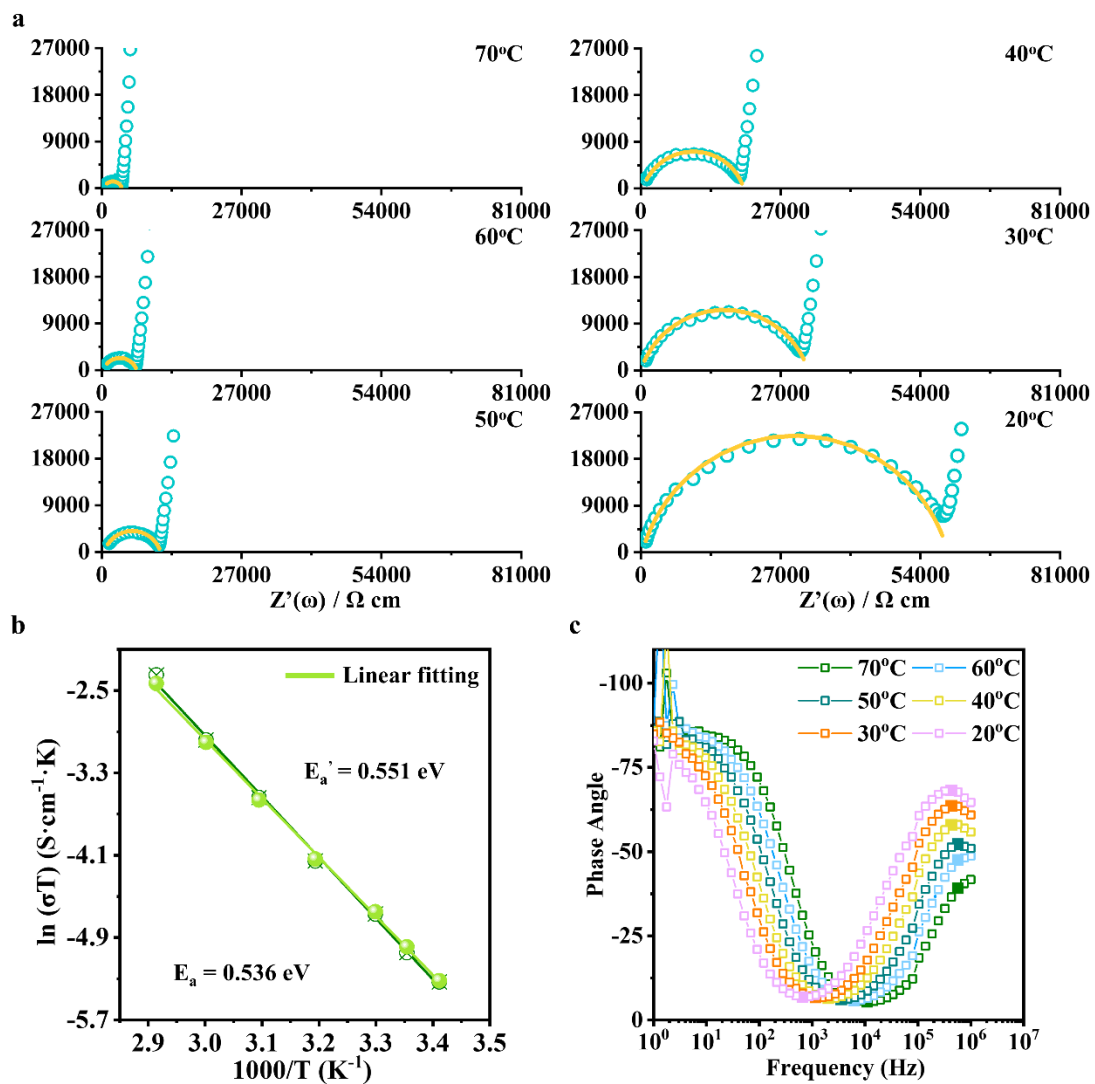 a
27000
18000
9000
0
70°C
0 27000 54000 81000
27000
18000
9000
0
40°C
0 27000 54000 81000
27000
18000
9000
0
60°C
0 27000 54000 81000
27000
18000
9000
0
30°C
0 27000 54000 81000
27000
18000
9000
0
50°C
0 27000 54000 81000
Z'(ω) / Ω cm
27000
18000
9000
0
20°C
0 27000 54000 81000
Z'(ω) / Ω cm
b
ln (σT) (S·cm⁻¹·K)
−2.5
−3.3
−4.1
−4.9
−5.7
Linear fitting
Eₐ' = 0.551 eV
Eₐ = 0.536 eV
2.9 3.0 3.1 3.2 3.3 3.4 3.5
1000/T (K⁻¹)
c
Phase Angle
-100
-75
-50
-25
0
70°C 60°C
50°C 40°C
30°C 20°C
10⁰ 10¹ 10² 10³ 10⁴ 10⁵ 10⁶ 10⁷
Frequency (Hz)